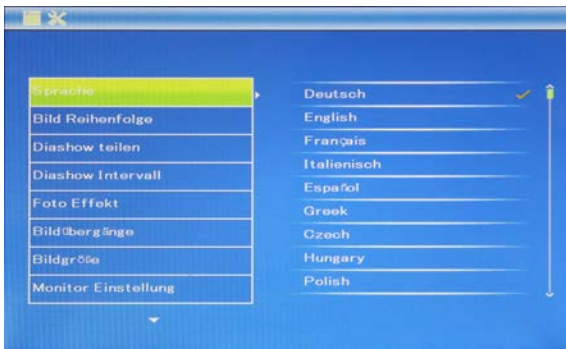 Sprache
Bild Reihenfolge
Diashow teilen
Diashow Intervall
Foto Effekt
Bildübergänge
Bildgröße
Monitor Einstellung
Deutsch
English
Français
Italienisch
Español
Greek
Czech
Hungary
Polish